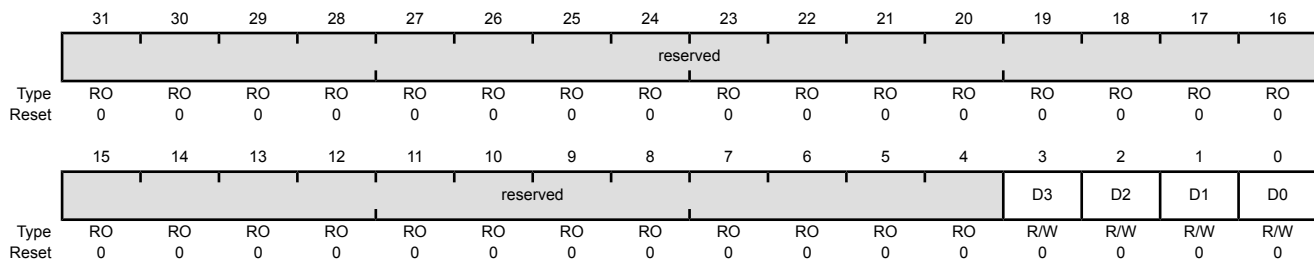 31 30 29 28 27 26 25 24 23 22 21 20 19 18 17 16
reserved
Type RO RO RO RO RO RO RO RO RO RO RO RO RO RO RO RO
Reset 0 0 0 0 0 0 0 0 0 0 0 0 0 0 0 0
15 14 13 12 11 10 9 8 7 6 5 4 3 2 1 0
reserved D3 D2 D1 D0
Type RO RO RO RO RO RO RO RO RO RO RO RO R/W R/W R/W R/W
Reset 0 0 0 0 0 0 0 0 0 0 0 0 0 0 0 0